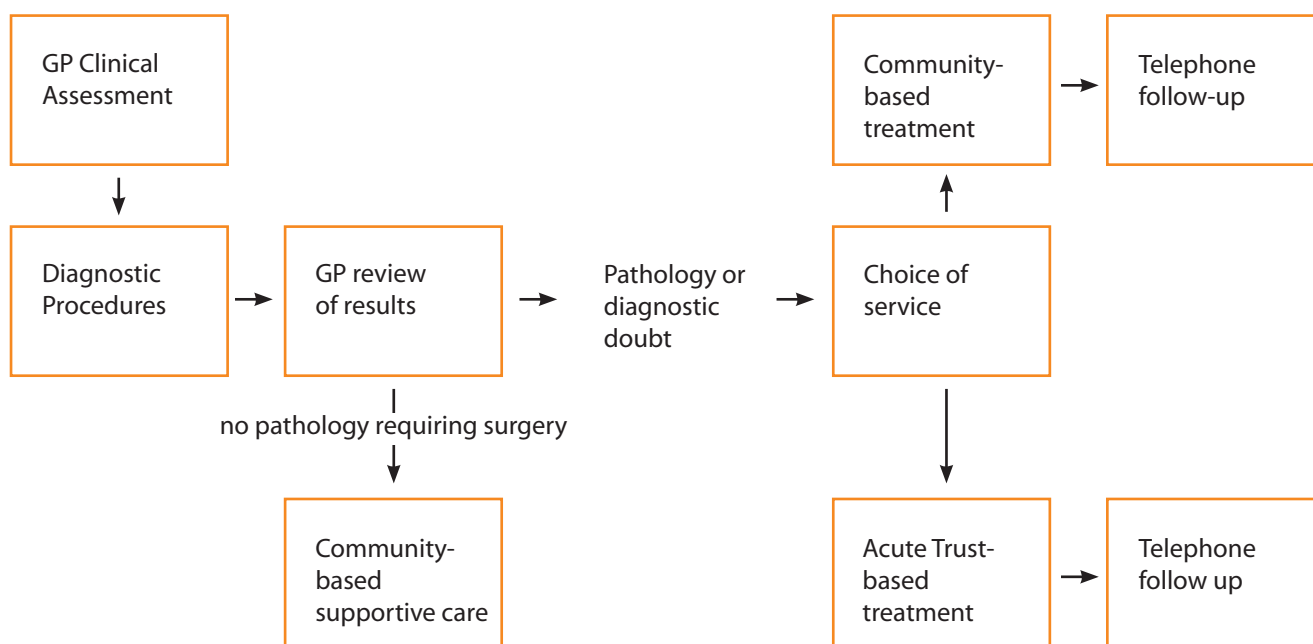 GP Clinical
Assessment
Community-
based
treatment
Telephone
follow-up
Diagnostic
Procedures
GP review
of results
Pathology or
diagnostic
doubt
Choice of
service
no pathology requiring surgery
Community-
based
supportive care
Acute Trust-
based
treatment
Telephone
follow up